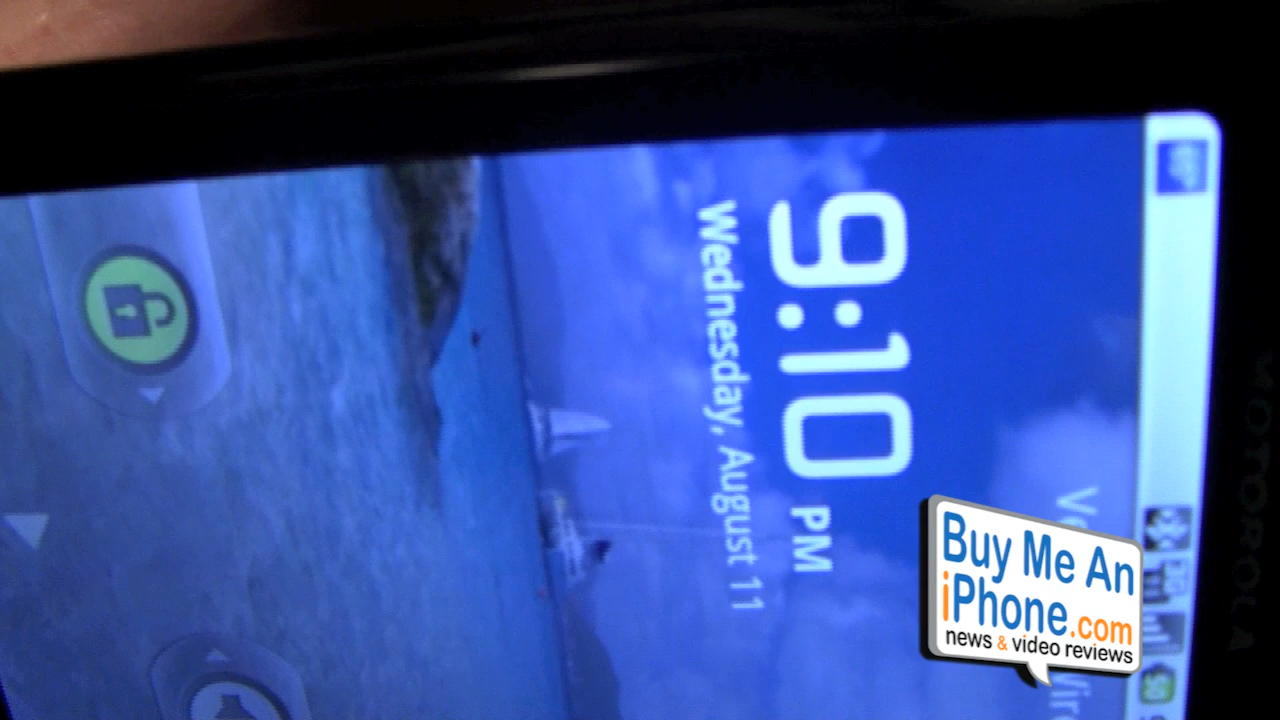 9:10 PM
Wednesday, August 11
MOTOROLA
Buy Me An
iPhone.com
news & video reviews